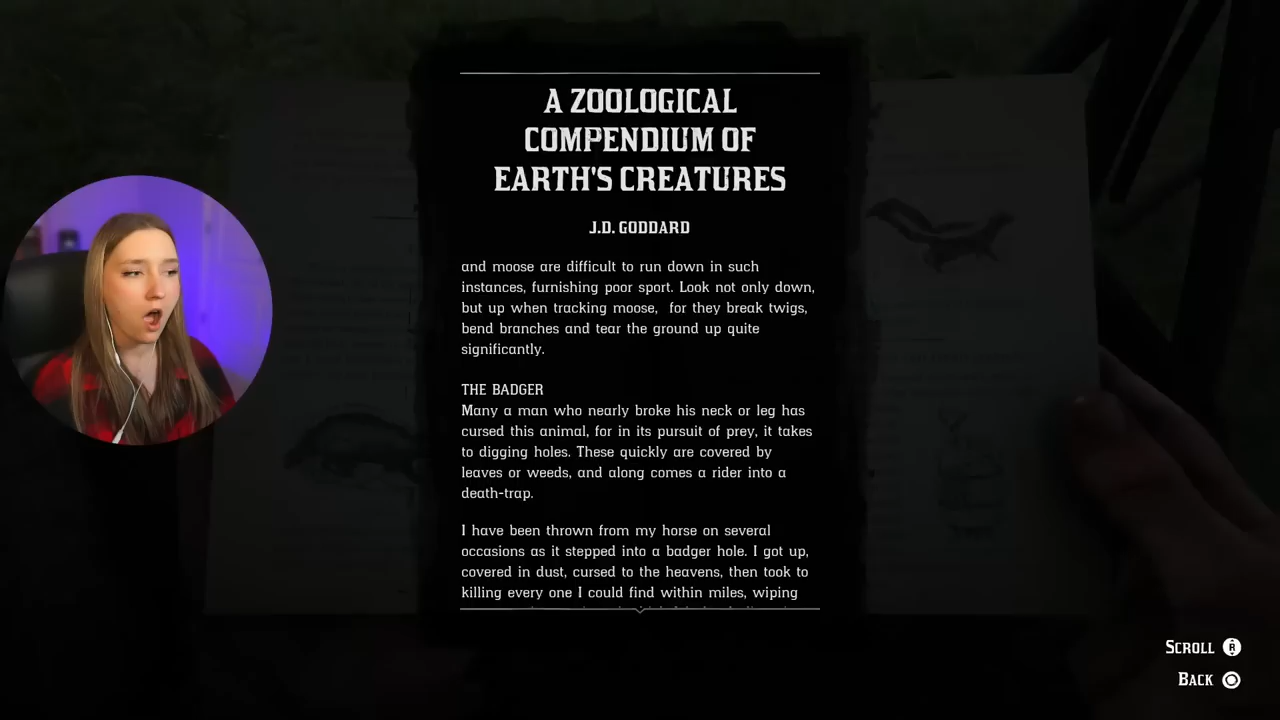 A ZOOLOGICAL
COMPENDIUM OF
EARTH'S CREATURES
J.D. GODDARD
and moose are difficult to run down in such
instances, furnishing poor sport. Look not only down,
but up when tracking moose,  for they break twigs,
bend branches and tear the ground up quite
significantly.
THE BADGER
Many a man who nearly broke his neck or leg has
cursed this animal, for in its pursuit of prey, it takes
to digging holes. These quickly are covered by
leaves or weeds, and along comes a rider into a
death-trap.
I have been thrown from my horse on several
occasions as it stepped into a badger hole. I got up,
covered in dust, cursed to the heavens, then took to
killing every one I could find within miles, wiping
SCROLL R
BACK